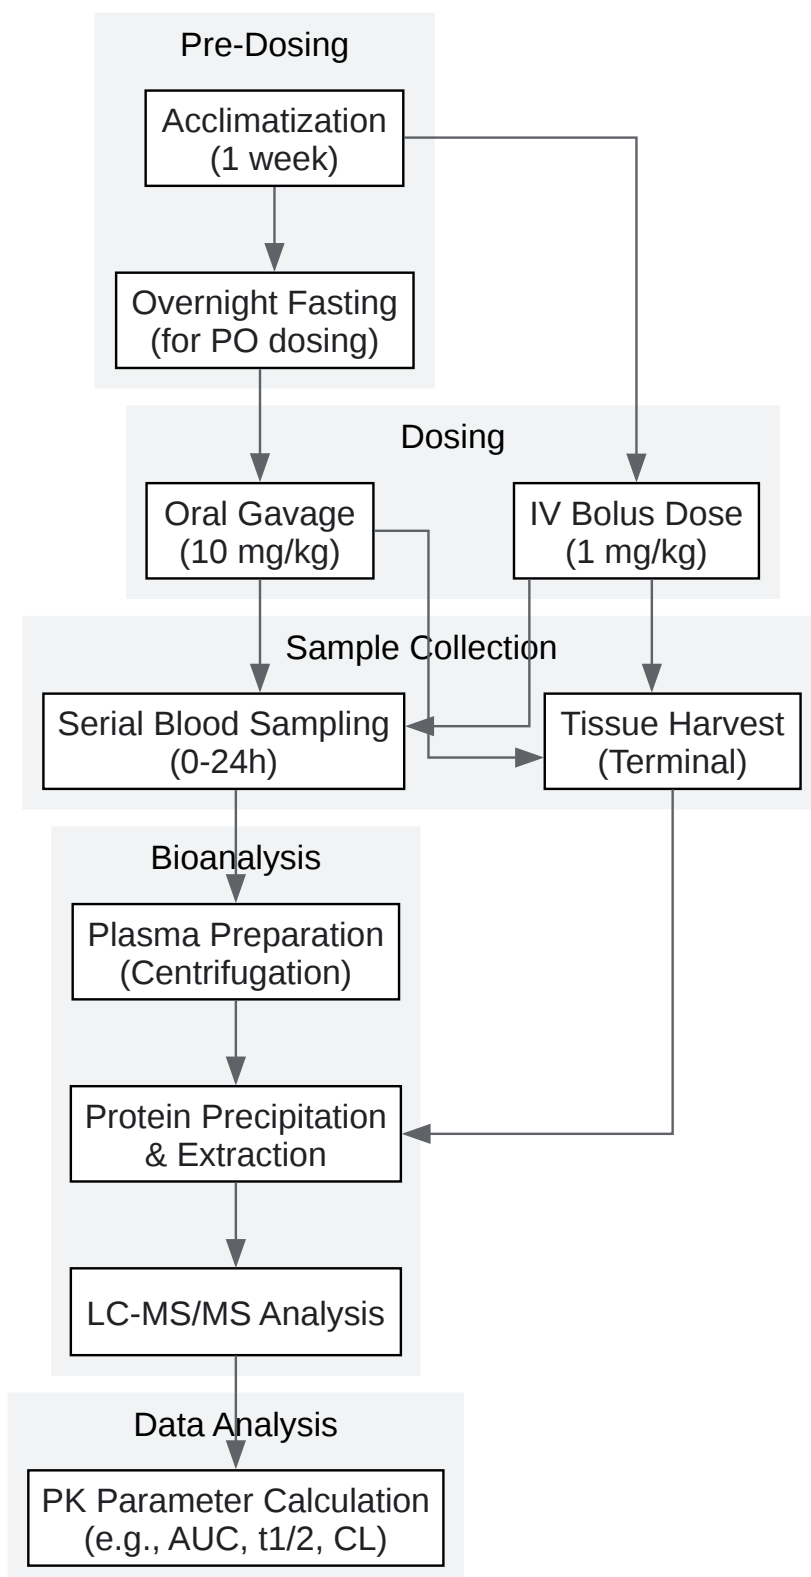 Pre-Dosing
Acclimatization
(1 week)
Overnight Fasting
(for PO dosing)
Dosing
Oral Gavage
(10 mg/kg)
IV Bolus Dose
(1 mg/kg)
Sample Collection
Serial Blood Sampling
(0-24h)
Tissue Harvest
(Terminal)
Bioanalysis
Plasma Preparation
(Centrifugation)
Protein Precipitation
& Extraction
LC-MS/MS Analysis
Data Analysis
PK Parameter Calculation
(e.g., AUC, t1/2, CL)